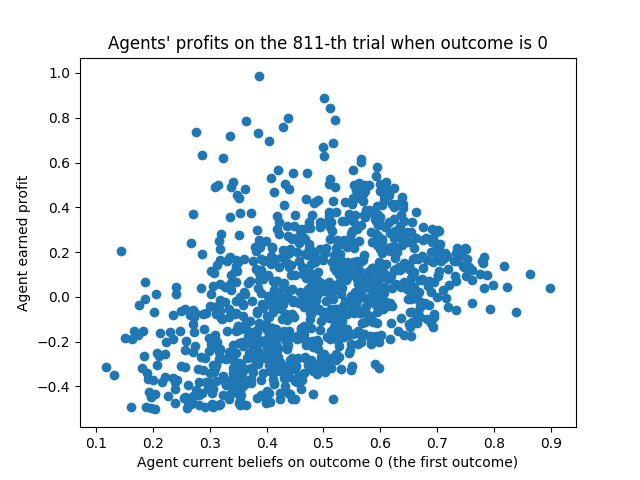 Agents' profits on the 811-th trial when outcome is 0
1.0
0.8
0.6
0.4
0.2
0.0
−0.2
−0.4
Agent earned profit
0.1 0.2 0.3 0.4 0.5 0.6 0.7 0.8 0.9
Agent current beliefs on outcome 0 (the first outcome)